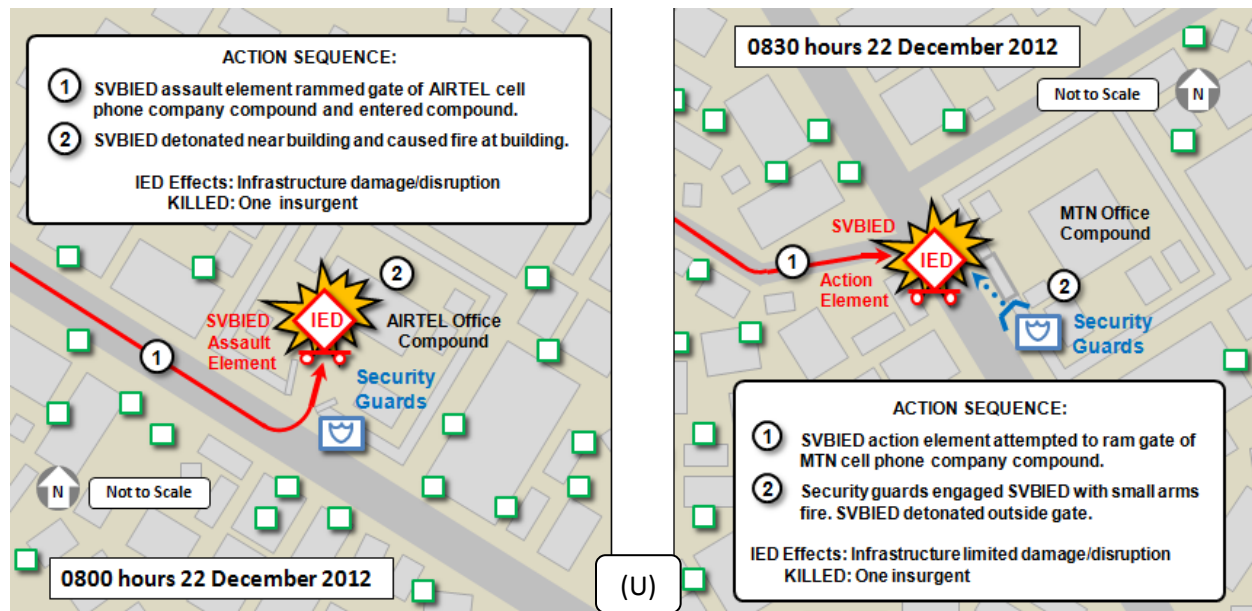 ACTION SEQUENCE:
1 SVBIED assault element rammed gate of AIRTEL cell
phone company compound and entered compound.
2 SVBIED detonated near building and caused fire at building.
IED Effects: Infrastructure damage/disruption
KILLED: One insurgent
2
IED
SVBIED
Assault
Element
AIRTEL Office
Compound
1
Security
Guards
N
Not to Scale
0800 hours 22 December 2012
(U)
0830 hours 22 December 2012
Not to Scale
N
MTN Office
Compound
SVBIED
IED
1
Action
Element
2
Security
Guards
ACTION SEQUENCE:
1 SVBIED action element attempted to ram gate of
MTN cell phone company compound.
2 Security guards engaged SVBIED with small arms
fire. SVBIED detonated outside gate.
IED Effects: Infrastructure limited damage/disruption
KILLED: One insurgent